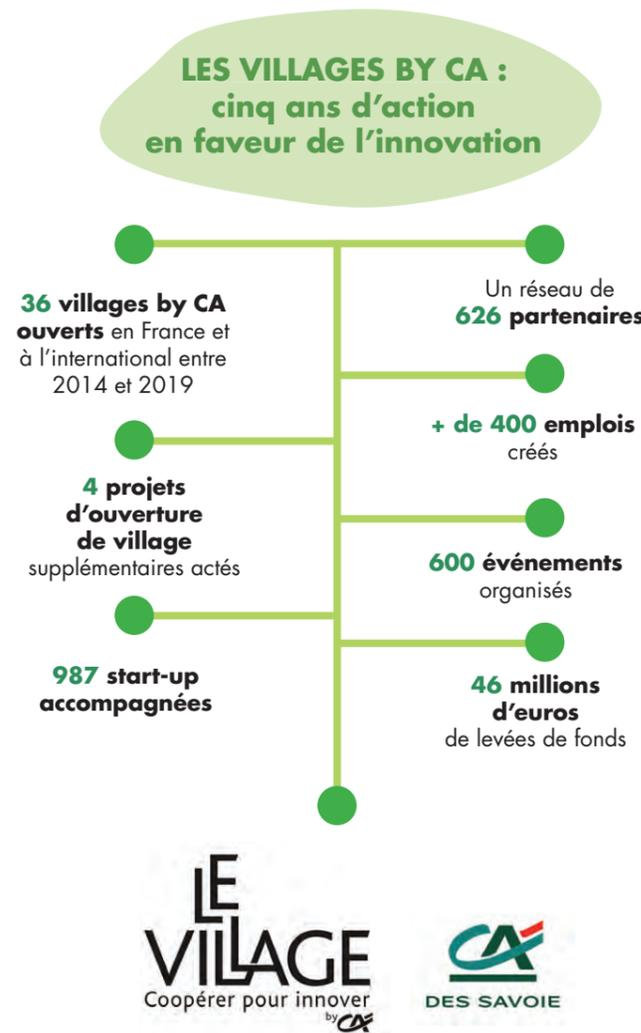 LES VILLAGES BY CA :
cinq ans d’action
en faveur de l’innovation
36 villages by CA
ouverts en France et
à l’international entre
2014 et 2019
4 projets
d’ouverture
de village
supplémentaires actés
987 start-up
accompagnées
Un réseau de
626 partenaires
+ de 400 emplois
créés
600 événements
organisés
46 millions
d’euros
de levées de fonds
LE
VILLAGE
Coopérer pour innover
by CA
CA
DES SAVOIE